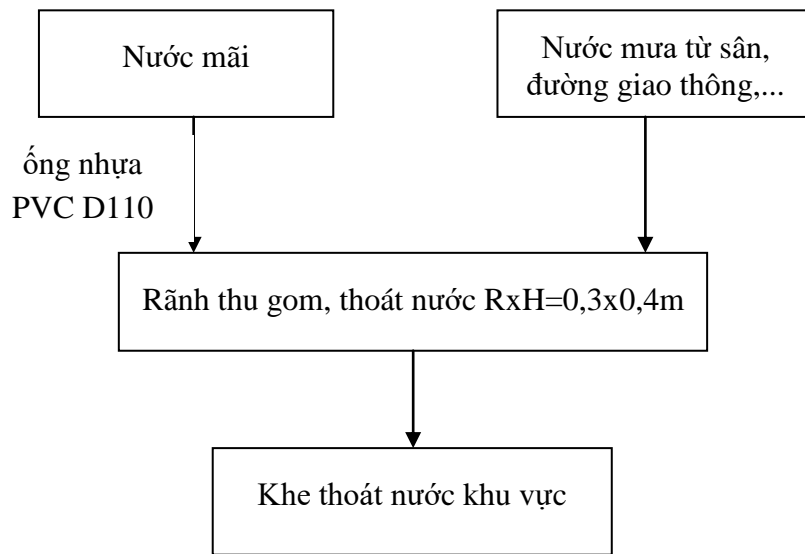 Nước mãi
Nước mưa từ sân,
đường giao thông,...
ống nhựa
PVC D110
Rãnh thu gom, thoát nước RxH=0,3x0,4m
Khe thoát nước khu vực